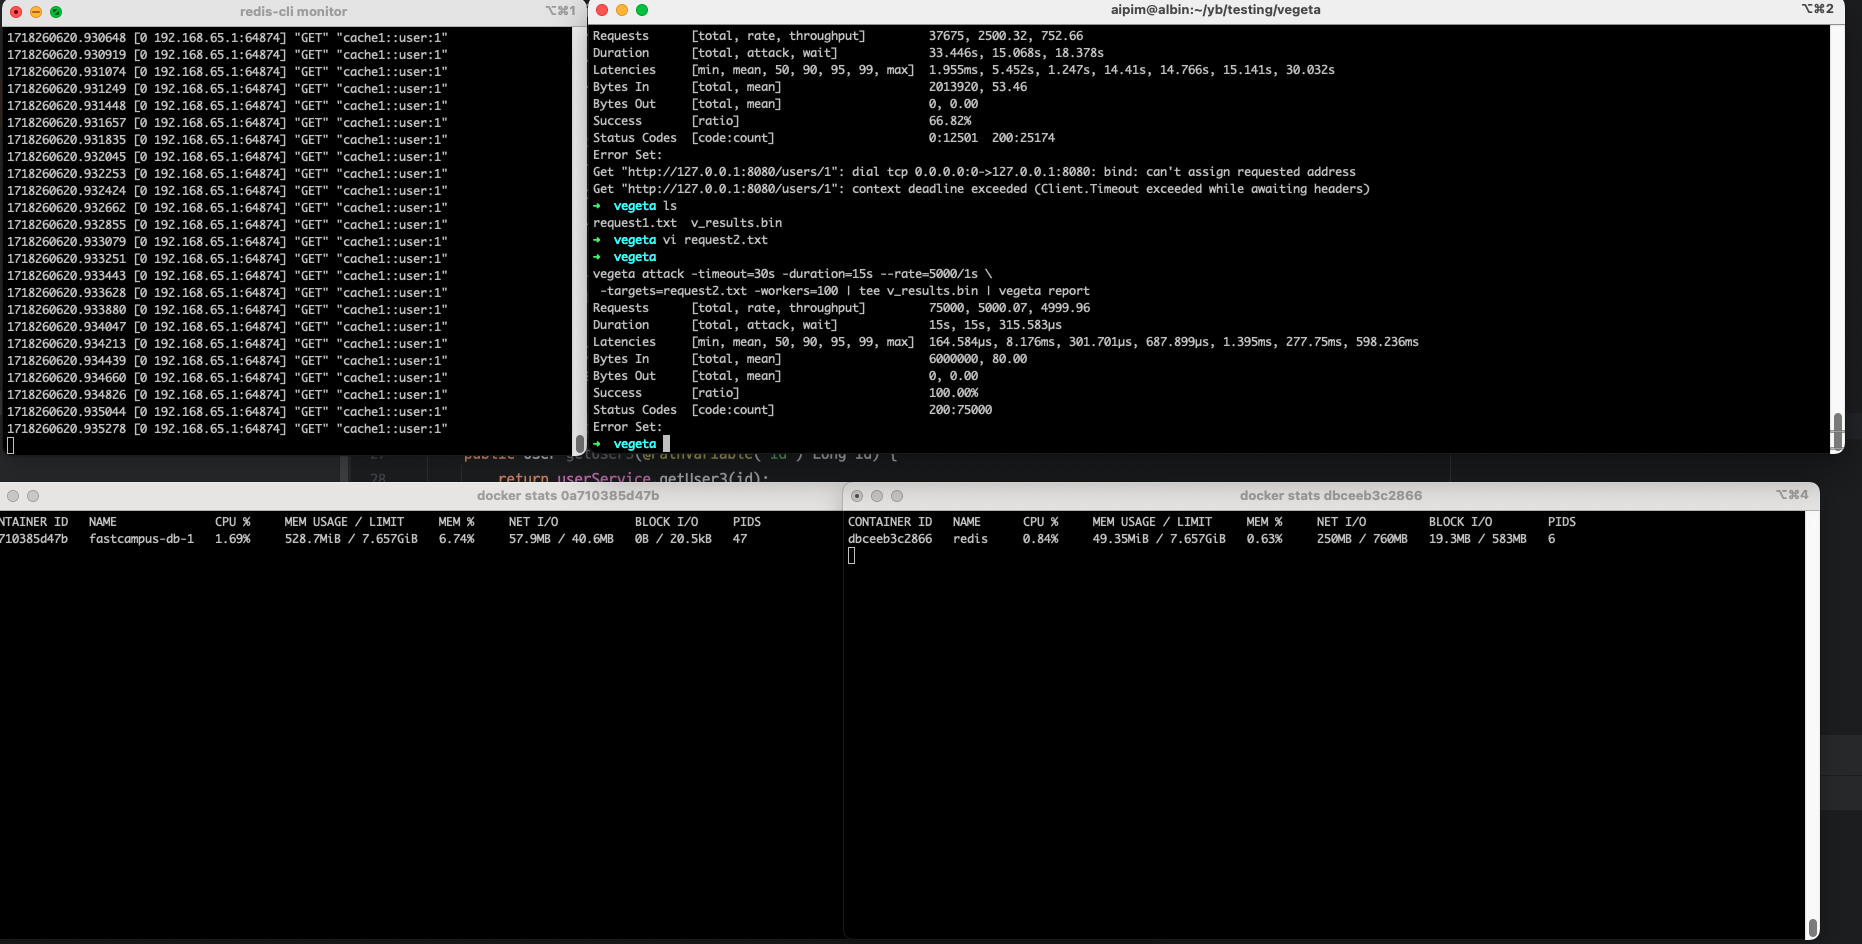 redis-cli monitor
⌥⌘1
1718260620.930648 [0 192.168.65.1:64874] "GET" "cache1::user:1"
1718260620.930919 [0 192.168.65.1:64874] "GET" "cache1::user:1"
1718260620.931074 [0 192.168.65.1:64874] "GET" "cache1::user:1"
1718260620.931249 [0 192.168.65.1:64874] "GET" "cache1::user:1"
1718260620.931448 [0 192.168.65.1:64874] "GET" "cache1::user:1"
1718260620.931657 [0 192.168.65.1:64874] "GET" "cache1::user:1"
1718260620.931835 [0 192.168.65.1:64874] "GET" "cache1::user:1"
1718260620.932045 [0 192.168.65.1:64874] "GET" "cache1::user:1"
1718260620.932253 [0 192.168.65.1:64874] "GET" "cache1::user:1"
1718260620.932424 [0 192.168.65.1:64874] "GET" "cache1::user:1"
1718260620.932662 [0 192.168.65.1:64874] "GET" "cache1::user:1"
1718260620.932855 [0 192.168.65.1:64874] "GET" "cache1::user:1"
1718260620.933079 [0 192.168.65.1:64874] "GET" "cache1::user:1"
1718260620.933251 [0 192.168.65.1:64874] "GET" "cache1::user:1"
1718260620.933443 [0 192.168.65.1:64874] "GET" "cache1::user:1"
1718260620.933628 [0 192.168.65.1:64874] "GET" "cache1::user:1"
1718260620.933880 [0 192.168.65.1:64874] "GET" "cache1::user:1"
1718260620.934047 [0 192.168.65.1:64874] "GET" "cache1::user:1"
1718260620.934213 [0 192.168.65.1:64874] "GET" "cache1::user:1"
1718260620.934439 [0 192.168.65.1:64874] "GET" "cache1::user:1"
1718260620.934660 [0 192.168.65.1:64874] "GET" "cache1::user:1"
1718260620.934826 [0 192.168.65.1:64874] "GET" "cache1::user:1"
1718260620.935044 [0 192.168.65.1:64874] "GET" "cache1::user:1"
1718260620.935278 [0 192.168.65.1:64874] "GET" "cache1::user:1"
aipim@albin:~/yb/testing/vegeta
⌥⌘2
Requests [total, rate, throughput] 37675, 2500.32, 752.66
Duration [total, attack, wait] 33.446s, 15.068s, 18.378s
Latencies [min, mean, 50, 90, 95, 99, max] 1.955ms, 5.452s, 1.247s, 14.41s, 14.766s, 15.141s, 30.032s
Bytes In [total, mean] 2013920, 53.46
Bytes Out [total, mean] 0, 0.00
Success [ratio] 66.82%
Status Codes [code:count] 0:12501 200:25174
Error Set:
Get "http://127.0.0.1:8080/users/1": dial tcp 0.0.0.0:0->127.0.0.1:8080: bind: can't assign requested address
Get "http://127.0.0.1:8080/users/1": context deadline exceeded (Client.Timeout exceeded while awaiting headers)
→ vegeta ls
request1.txt v_results.bin
→ vegeta vi request2.txt
→ vegeta
vegeta attack -timeout=30s -duration=15s --rate=5000/1s \
-targets=request2.txt -workers=100 | tee v_results.bin | vegeta report
Requests [total, rate, throughput] 75000, 5000.07, 4999.96
Duration [total, attack, wait] 15s, 15s, 315.583µs
Latencies [min, mean, 50, 90, 95, 99, max] 164.584µs, 8.176ms, 301.701µs, 687.899µs, 1.395ms, 277.75ms, 598.236ms
Bytes In [total, mean] 6000000, 80.00
Bytes Out [total, mean] 0, 0.00
Success [ratio] 100.00%
Status Codes [code:count] 200:75000
Error Set:
→ vegeta
28 return userService.getUser3(id);
docker stats 0a710385d47b
NTAINER ID NAME CPU % MEM USAGE / LIMIT MEM % NET I/O BLOCK I/O PIDS
710385d47b fastcampus-db-1 1.69% 528.7MiB / 7.657GiB 6.74% 57.9MB / 40.6MB 0B / 20.5kB 47
docker stats dbceeb3c2866
⌥⌘4
CONTAINER ID NAME CPU % MEM USAGE / LIMIT MEM % NET I/O BLOCK I/O PIDS
dbceeb3c2866 redis 0.84% 49.35MiB / 7.657GiB 0.63% 250MB / 760MB 19.3MB / 583MB 6